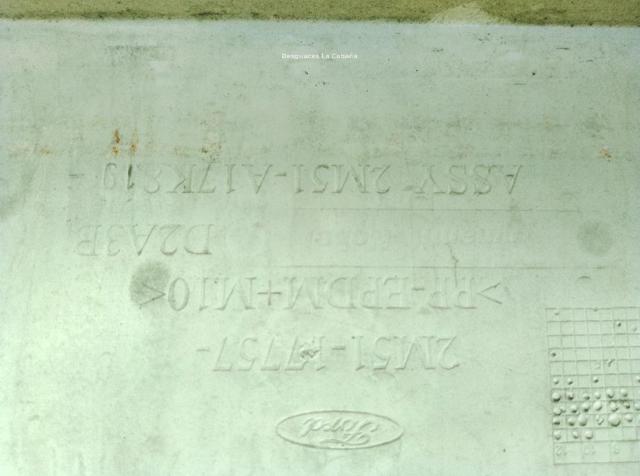 Desguaces La Cabaña
Ford
2M51-17757-
>PP-EPDM+M10<
D2A3B
ASSY 2M51-A17K819 -